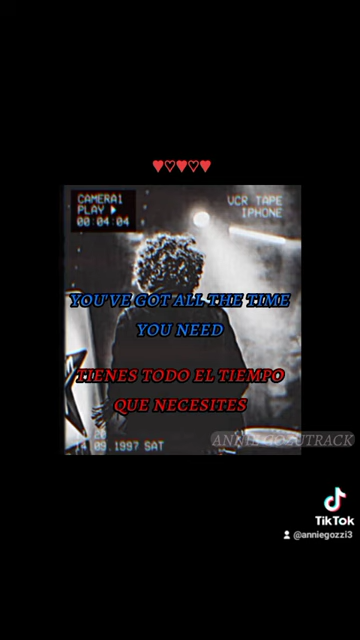 ♥♡♥♡♥
CAMERA1
PLAY ▶
00:04:04
VCR TAPE
IPHONE
YOU'VE GOT ALL THE TIME
YOU NEED
TIENES TODO EL TIEMPO
QUE NECESITES
09.1997 SAT
TikTok
@anniegozzi3